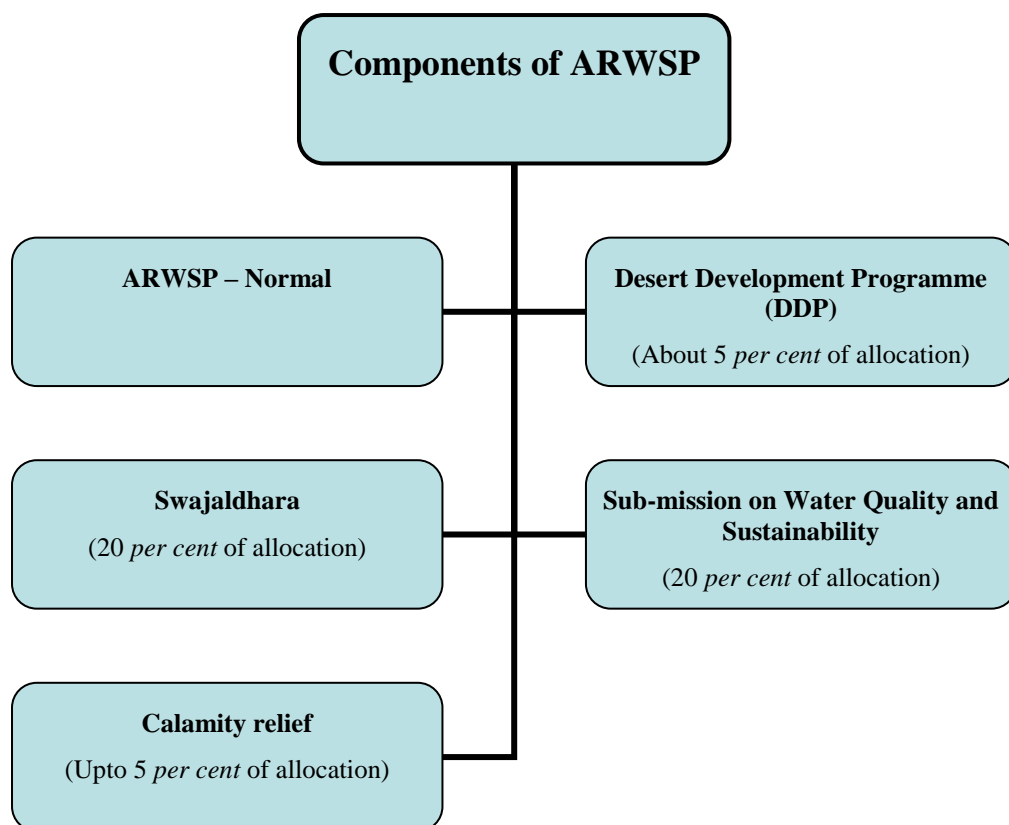 Components of ARWSP
ARWSP – Normal
Desert Development Programme
(DDP)
(About 5 per cent of allocation)
Swajaldhara
(20 per cent of allocation)
Sub-mission on Water Quality and
Sustainability
(20 per cent of allocation)
Calamity relief
(Upto 5 per cent of allocation)